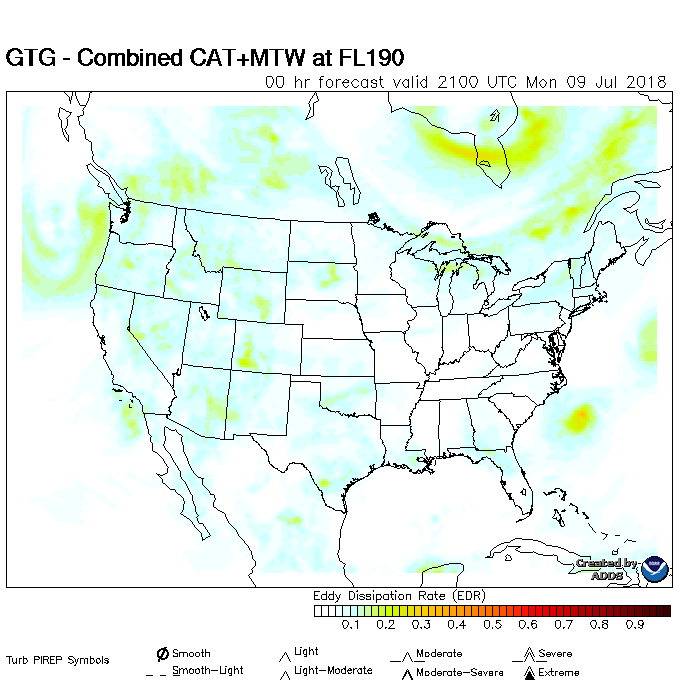 GTG - Combined CAT+MTW at FL190
00 hr forecast valid 2100 UTC Mon 09 Jul 2018
Created by
ADDS
Eddy Dissipation Rate (EDR)
0.1 0.2 0.3 0.4 0.5 0.6 0.7 0.8 0.9
Turb PIREP Symbols
Smooth Light Moderate Severe
Smooth-Light Light-Moderate Moderate-Severe Extreme